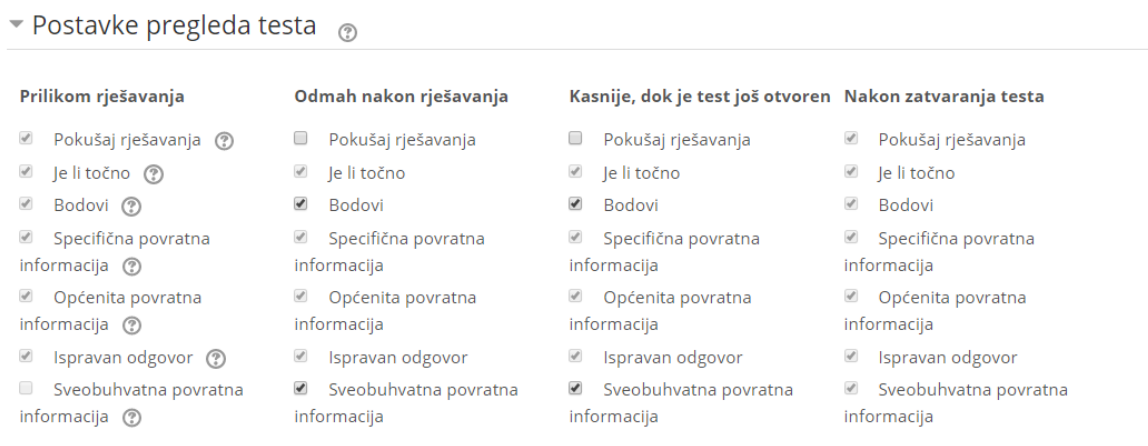 Postavke pregleda testa
Prilikom rješavanja
Pokušaj rješavanja
Je li točno
Bodovi
Specifična povratna
informacija
Općenita povratna
informacija
Ispravan odgovor
Sveobuhvatna povratna
informacija
Odmah nakon rješavanja
Pokušaj rješavanja
Je li točno
Bodovi
Specifična povratna
informacija
Općenita povratna
informacija
Ispravan odgovor
Sveobuhvatna povratna
informacija
Kasnije, dok je test još otvoren
Pokušaj rješavanja
Je li točno
Bodovi
Specifična povratna
informacija
Općenita povratna
informacija
Ispravan odgovor
Sveobuhvatna povratna
informacija
Nakon zatvaranja testa
Pokušaj rješavanja
Je li točno
Bodovi
Specifična povratna
informacija
Općenita povratna
informacija
Ispravan odgovor
Sveobuhvatna povratna
informacija